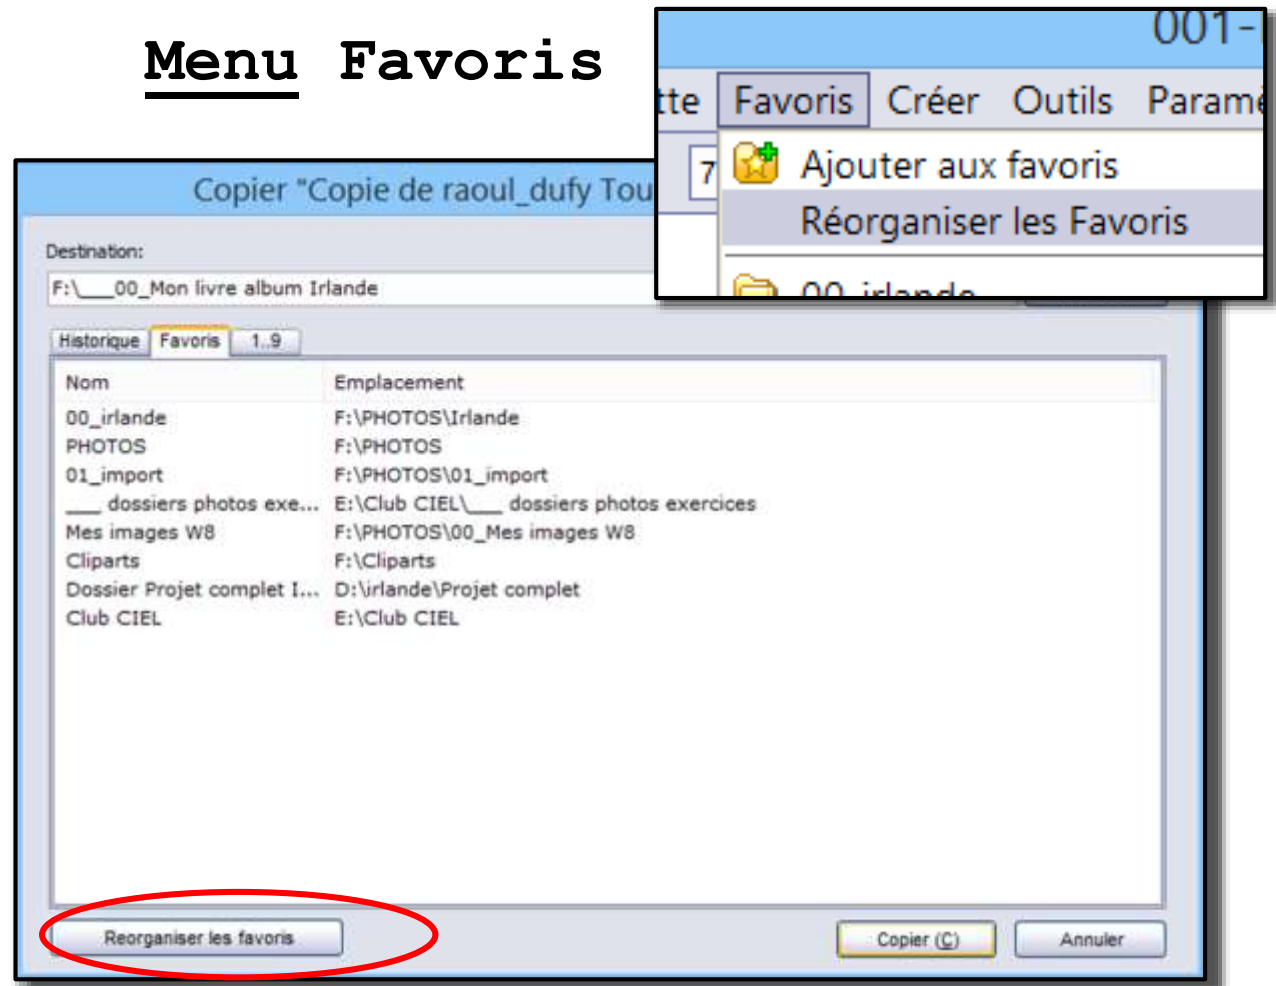 Menu Favoris
001-
tte Favoris Créer Outils Paramè
7 Ajouter aux favoris
Réorganiser les Favoris
00_irlande
Copier "Copie de raoul_dufy Tou
Destination:
F:\___00_Mon livre album Irlande
Historique Favoris 1..9
Nom Emplacement
00_irlande F:\PHOTOS\Irlande
PHOTOS F:\PHOTOS
01_import F:\PHOTOS\01_import
___ dossiers photos exe... E:\Club CIEL\___ dossiers photos exercices
Mes images W8 F:\PHOTOS\00_Mes images W8
Cliparts F:\Cliparts
Dossier Projet complet I... D:\irlande\Projet complet
Club CIEL E:\Club CIEL
Reorganiser les favoris Copier (C) Annuler